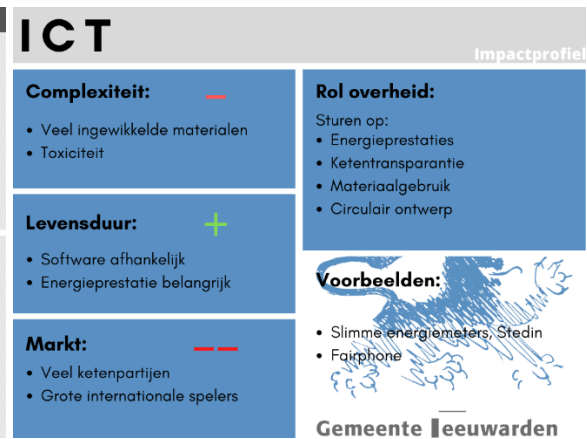 ICT
Impactprofiel
Complexiteit: –
• Veel ingewikkelde materialen
• Toxiciteit
Levensduur: +
• Software afhankelijk
• Energieprestatie belangrijk
Markt: – –
• Veel ketenpartijen
• Grote internationale spelers
Rol overheid:
Sturen op:
• Energieprestaties
• Ketentransparantie
• Materiaalgebruik
• Circulair ontwerp
Voorbeelden:
• Slimme energiemeters, Stedin
• Fairphone
Gemeente leeuwarden